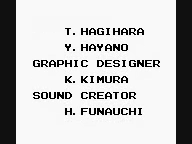 T. HAGIHARA
Y. HAYANO
GRAPHIC DESIGNER
K. KIMURA
SOUND CREATOR
H. FUNAUCHI